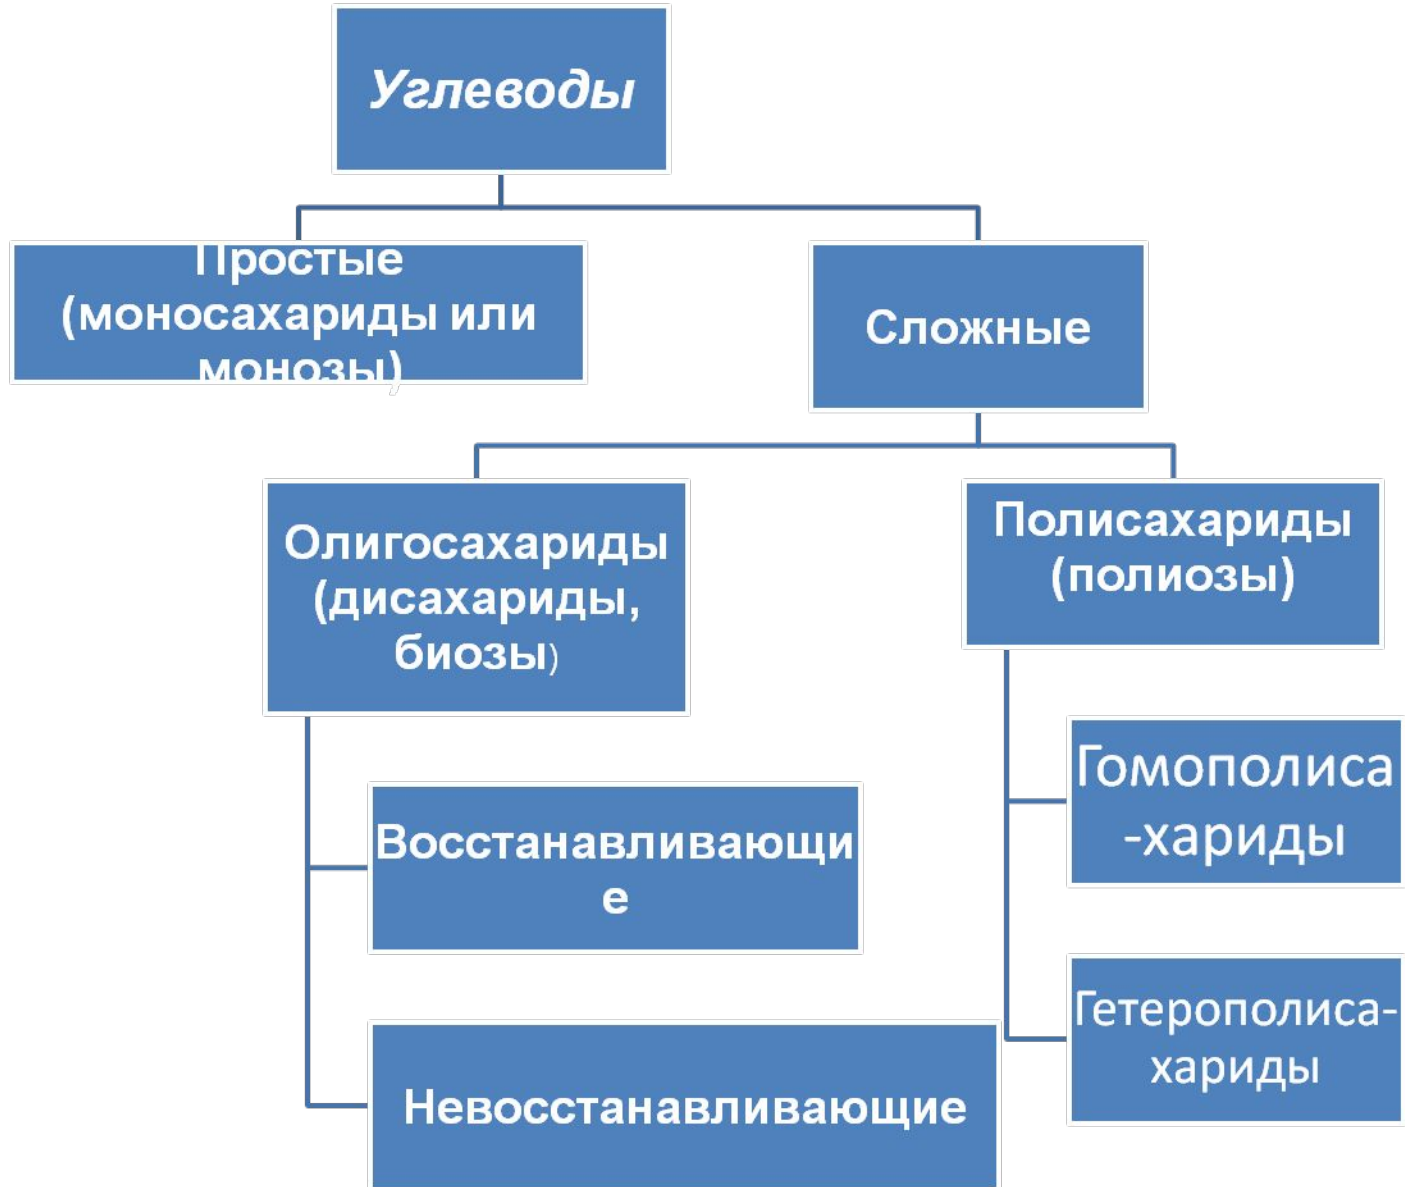 Углеводы
Простые
(моносахариды или
монозы)
Сложные
Олигосахариды
(дисахариды,
биозы)
Полисахариды
(полиозы)
Восстанавливающи
е
Невосстанавливающие
Гомополиса
-хариды
Гетерополиса-
хариды